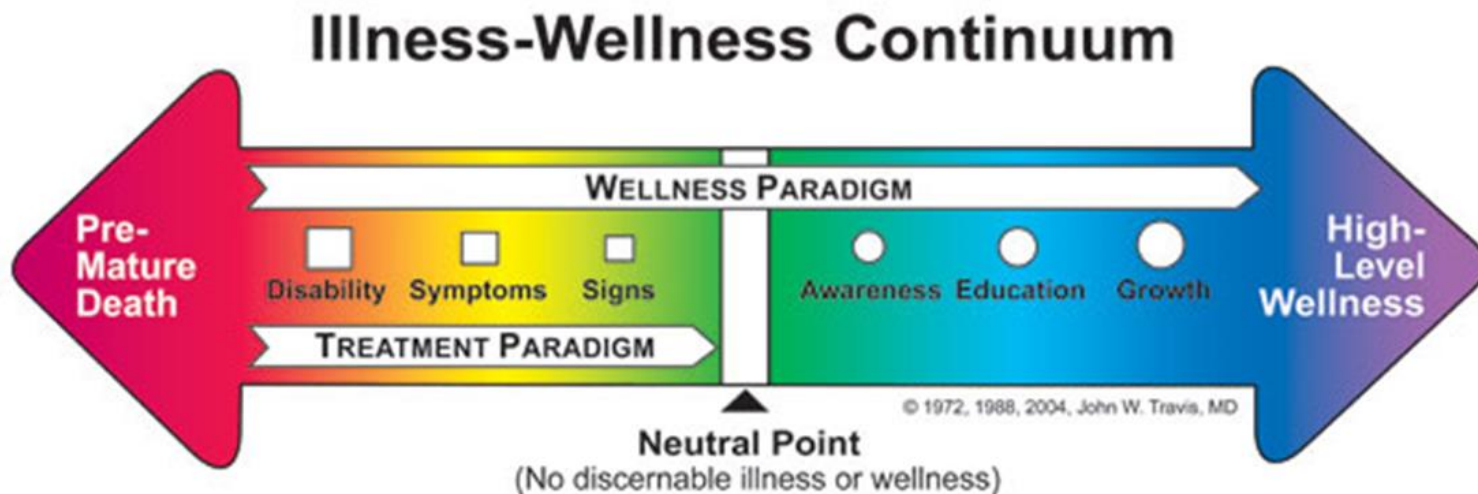 Illness-Wellness Continuum
WELLNESS PARADIGM
Pre-
Mature
Death
Disability Symptoms Signs Awareness Education Growth
High-
Level
Wellness
TREATMENT PARADIGM
© 1972, 1988, 2004, John W. Travis, MD
Neutral Point
(No discernable illness or wellness)